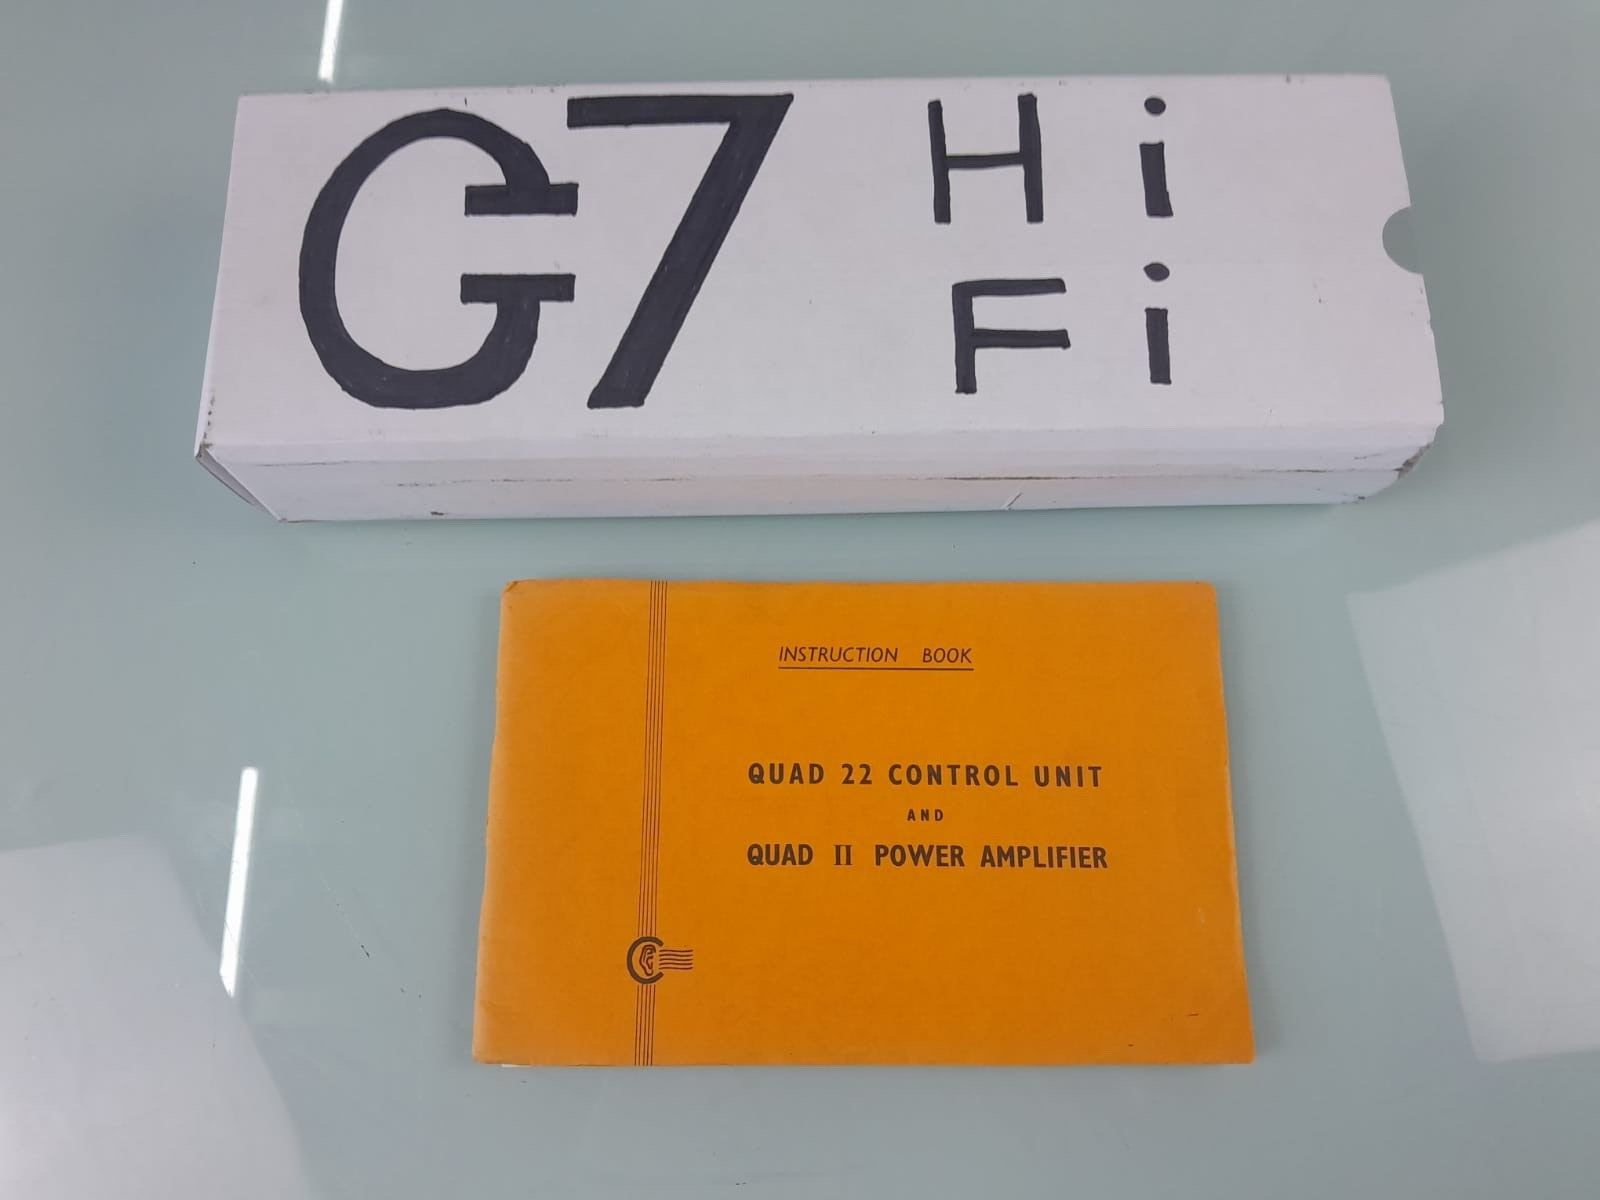 G7 Hi
Fi
INSTRUCTION BOOK
QUAD 22 CONTROL UNIT
AND
QUAD II POWER AMPLIFIER